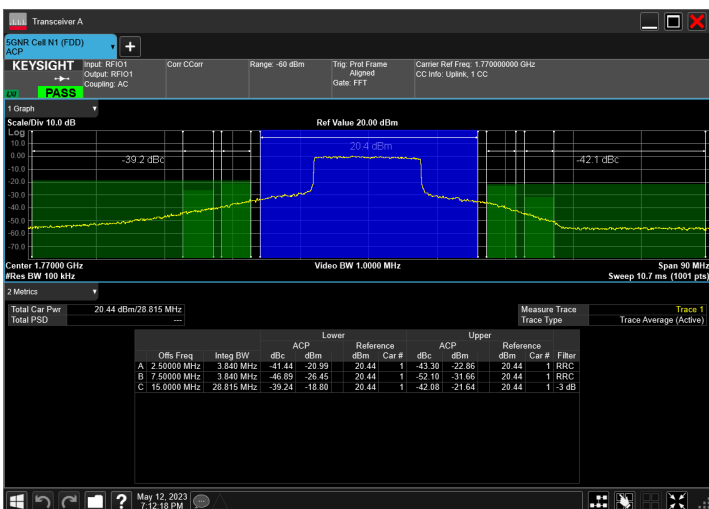 Transceiver A
5GNR Cell N1 (FDD)
ACP
KEYSIGHT
LXI
PASS
Input: RFIO1
Output: RFIO1
Coupling: AC
Corr CCorr
Range: -60 dBm
Trig: Prot Frame
Aligned
Gate: FFT
Carrier Ref Freq: 1.770000000 GHz
CC Info: Uplink, 1 CC
1 Graph
Scale/Div 10.0 dB
Ref Value 20.00 dBm
Log
10.0
0.00
-10.0
-20.0
-30.0
-40.0
-50.0
-60.0
-70.0
-39.2 dBc
20.4 dBm
-42.1 dBc
Center 1.77000 GHz
#Res BW 100 kHz
Video BW 1.0000 MHz
Span 90 MHz
Sweep 10.7 ms (1001 pts)
2 Metrics
Total Car Pwr 20.44 dBm/28.815 MHz
Total PSD ---
Measure Trace Trace 1
Trace Type Trace Average (Active)
Lower Upper
ACP Reference ACP Reference
Offs Freq Integ BW dBc dBm dBm Car # dBc dBm dBm Car # Filter
A 2.50000 MHz 3.840 MHz -41.44 -20.99 20.44 1 -43.30 -22.86 20.44 1 RRC
B 7.50000 MHz 3.840 MHz -46.89 -26.45 20.44 1 -52.10 -31.66 20.44 1 RRC
C 15.0000 MHz 28.815 MHz -39.24 -18.80 20.44 1 -42.08 -21.64 20.44 1 -3 dB
May 12, 2023
7:12:18 PM